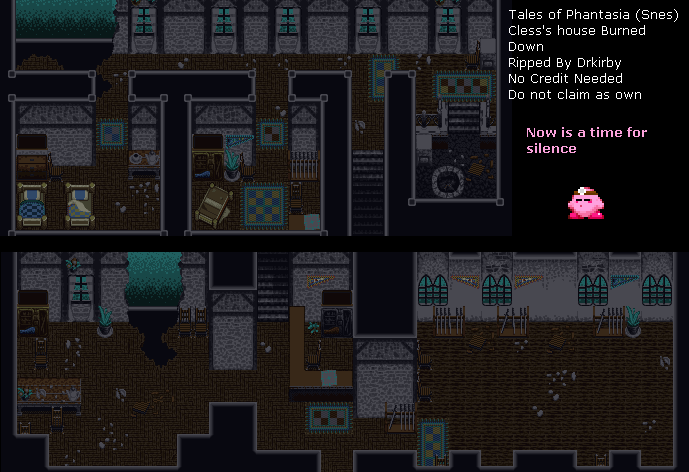 Tales of Phantasia (Snes)
Cless's house Burned
Down
Ripped By Drkirby
No Credit Needed
Do not claim as own
Now is a time for
silence